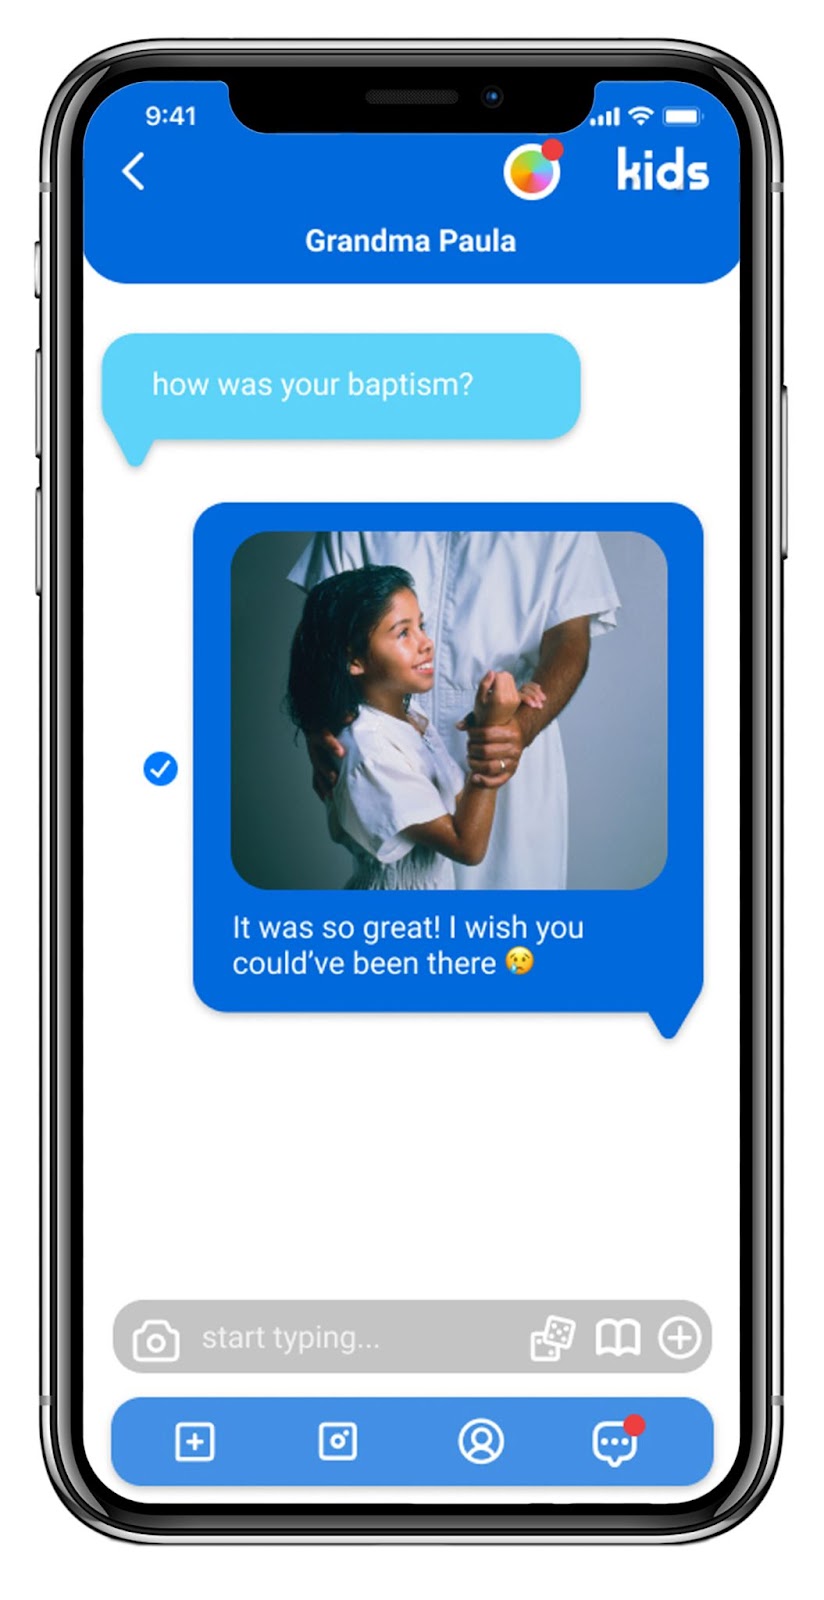 9:41
kids
Grandma Paula
how was your baptism?
It was so great! I wish you
could’ve been there 😢
start typing...